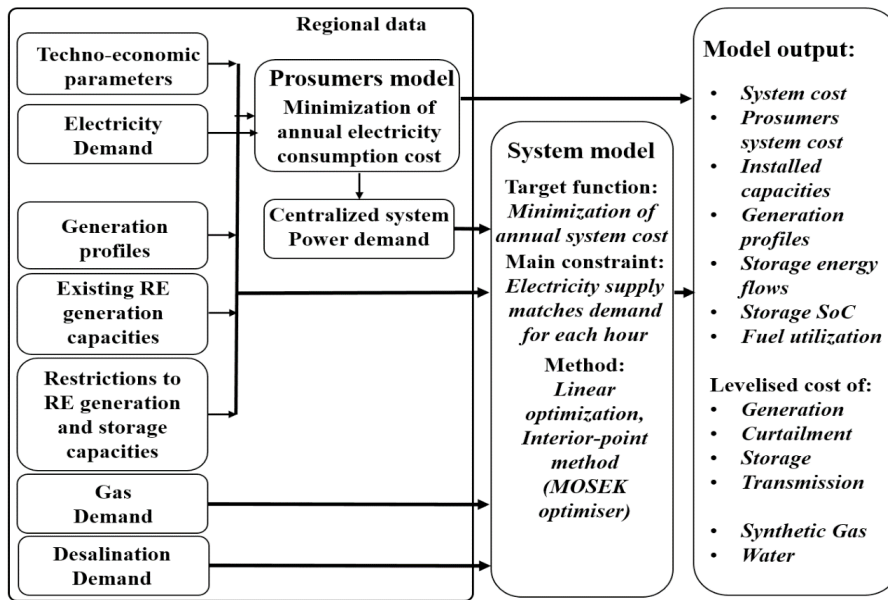 Regional data
Techno-economic
parameters
Electricity
Demand
Generation
profiles
Existing RE
generation
capacities
Restrictions to
RE generation
and storage
capacities
Gas
Demand
Desalination
Demand
Prosumers model
Minimization of
annual electricity
consumption cost
Centralized system
Power demand
System model
Target function:
Minimization of
annual system cost
Main constraint:
Electricity supply
matches demand
for each hour
Method:
Linear
optimization,
Interior-point
method
(MOSEK
optimiser)
Model output:
• System cost
• Prosumers
system cost
• Installed
capacities
• Generation
profiles
• Storage energy
flows
• Storage SoC
• Fuel utilization
Levelised cost of:
• Generation
• Curtailment
• Storage
• Transmission
• Synthetic Gas
• Water